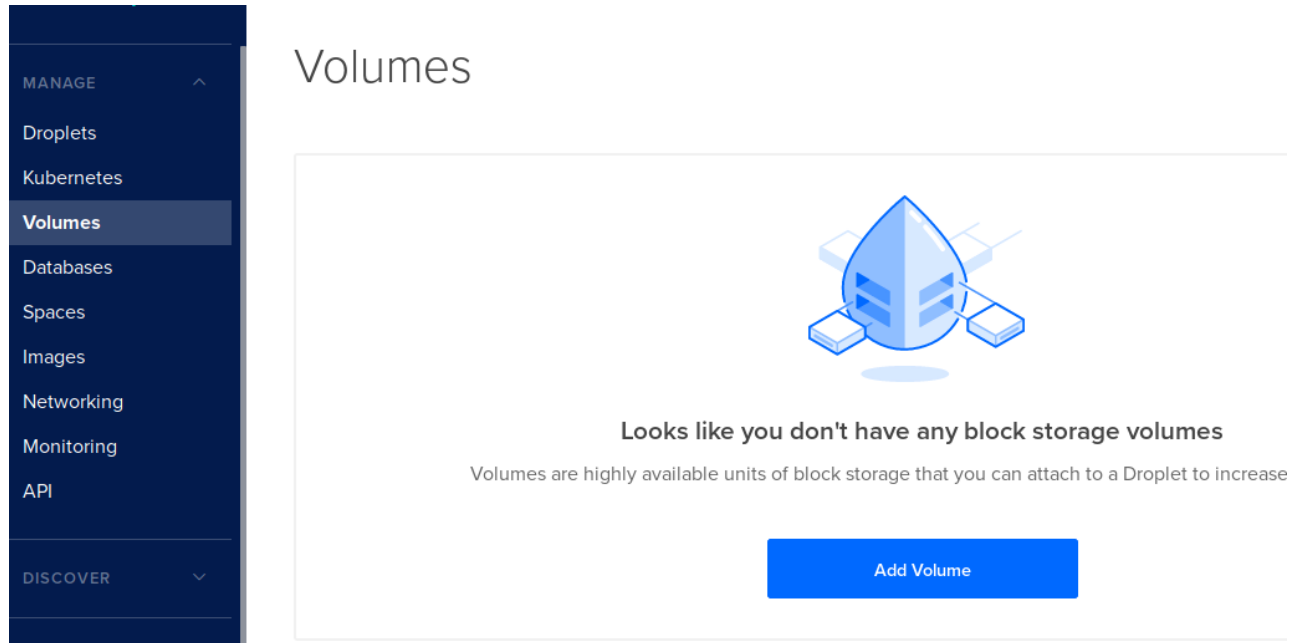 MANAGE
Droplets
Kubernetes
Volumes
Databases
Spaces
Images
Networking
Monitoring
API
DISCOVER
Volumes
Looks like you don't have any block storage volumes
Volumes are highly available units of block storage that you can attach to a Droplet to increase
Add Volume